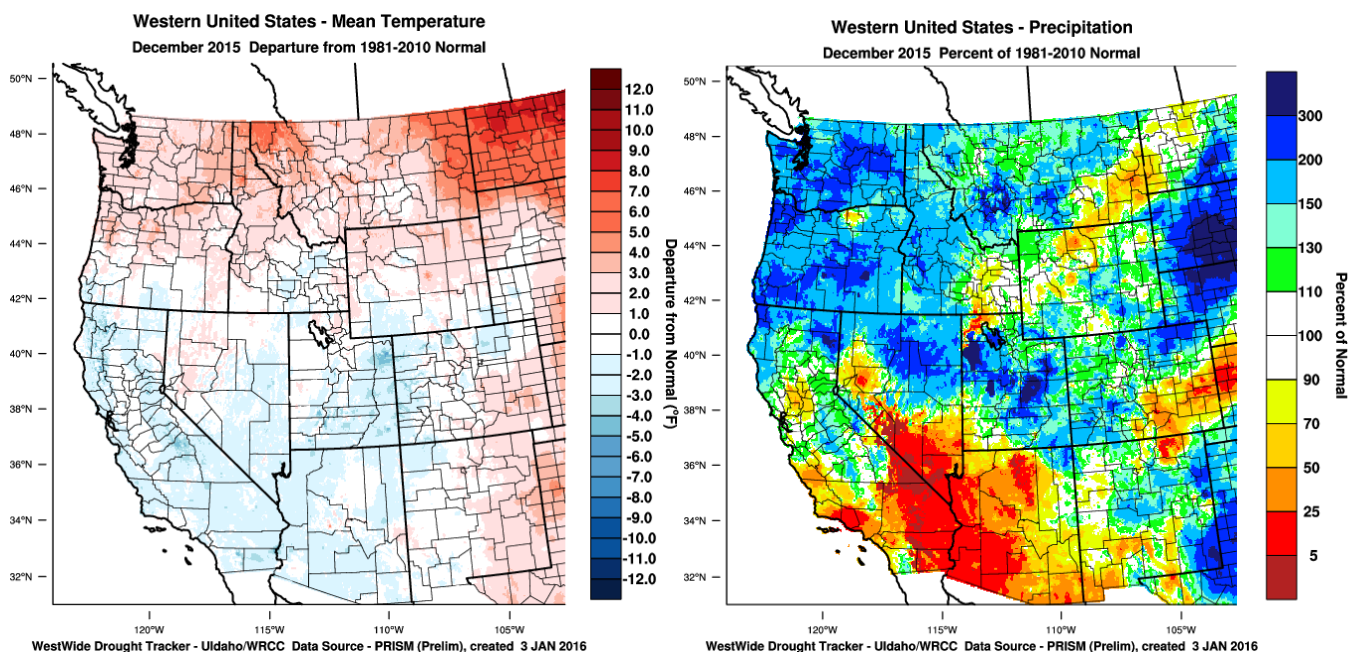 Western United States - Mean Temperature
December 2015 Departure from 1981-2010 Normal
50°N
48°N
46°N
44°N
42°N
40°N
38°N
36°N
34°N
32°N
120°W
115°W
110°W
105°W
12.0
11.0
10.0
9.0
8.0
7.0
6.0
5.0
4.0
3.0
2.0
1.0
0.0
-1.0
-2.0
-3.0
-4.0
-5.0
-6.0
-7.0
-8.0
-9.0
-10.0
-11.0
-12.0
Departure from Normal (°F)
WestWide Drought Tracker - UIdaho/WRCC Data Source - PRISM (Prelim), created 3 JAN 2016
Western United States - Precipitation
December 2015 Percent of 1981-2010 Normal
50°N
48°N
46°N
44°N
42°N
40°N
38°N
36°N
34°N
32°N
120°W
115°W
110°W
105°W
300
200
150
130
110
100
90
70
50
25
5
Percent of Normal
WestWide Drought Tracker - UIdaho/WRCC Data Source - PRISM (Prelim), created 3 JAN 2016